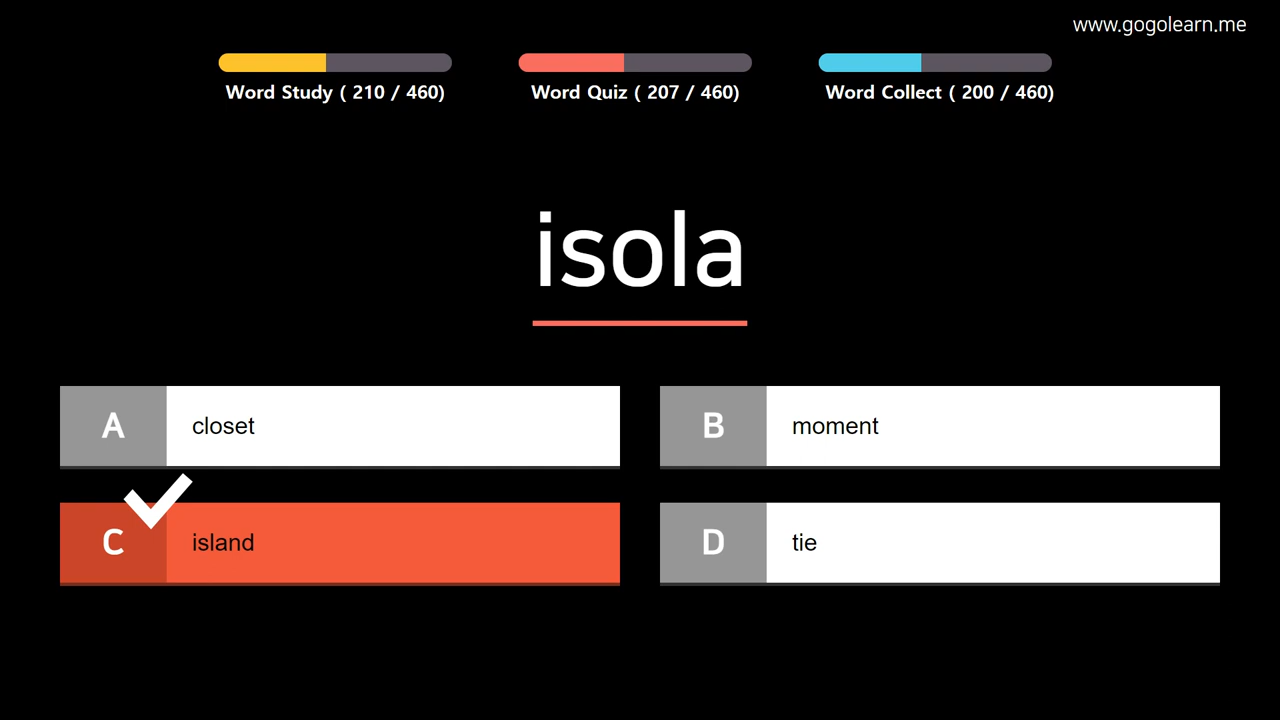 www.gogolearn.me
Word Study ( 210 / 460)
Word Quiz ( 207 / 460)
Word Collect ( 200 / 460)
isola
A closet
B moment
C island
D tie